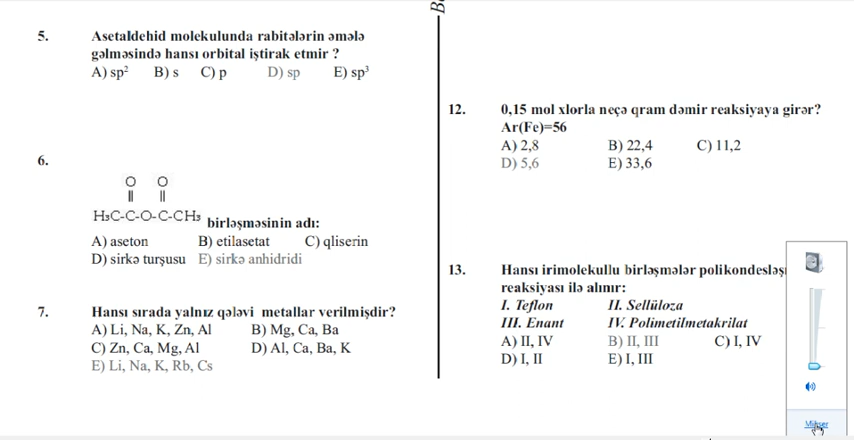 5. Asetaldehid molekulunda rabitələrin əmələ
gəlməsində hansı orbital iştirak etmir ?
A) sp² B) s C) p D) sp E) sp³
6.
O O
H₃C-C-O-C-CH₃ birləşməsinin adı:
A) aseton B) etilasetat C) qliserin
D) sirkə turşusu E) sirkə anhidridi
7. Hansı sırada yalnız qələvi metallar verilmişdir?
A) Li, Na, K, Zn, Al B) Mg, Ca, Ba
C) Zn, Ca, Mg, Al D) Al, Ca, Ba, K
E) Li, Na, K, Rb, Cs
12. 0,15 mol xlorla neçə qram dəmir reaksiyaya girər?
Ar(Fe)=56
A) 2,8 B) 22,4 C) 11,2
D) 5,6 E) 33,6
13. Hansı irimolekullu birləşmələr polikondesləş
reaksiyası ilə alınır:
I. Teflon II. Sellüloza
III. Enant IV. Polimetilmetakrilat
A) II, IV B) II, III C) I, IV
D) I, II E) I, III